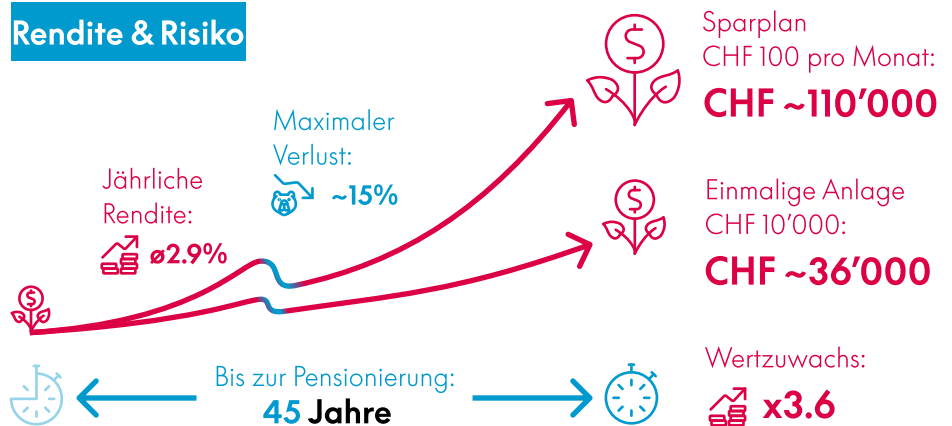 Rendite & Risiko
Sparplan
CHF 100 pro Monat:
CHF ~110’000
Maximaler
Verlust:
~15%
Jährliche
Rendite:
ø2.9%
Einmalige Anlage
CHF 10’000:
CHF ~36’000
Bis zur Pensionierung:
45 Jahre
Wertzuwachs:
x3.6